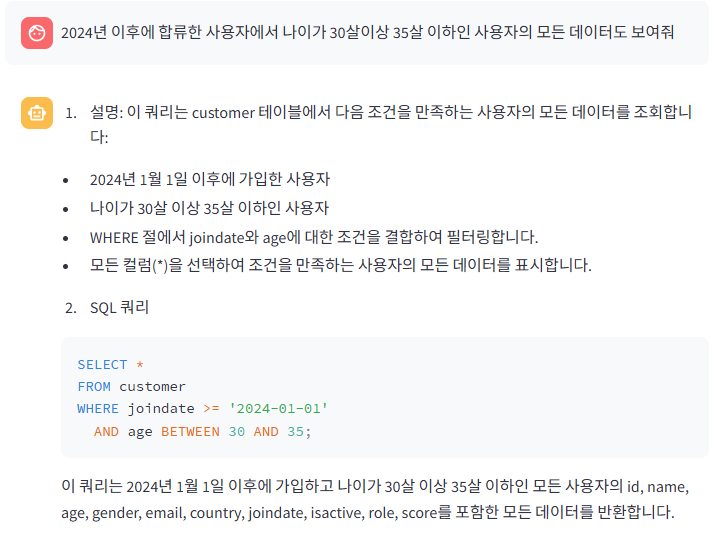 2024년 이후에 합류한 사용자에서 나이가 30살이상 35살 이하인 사용자의 모든 데이터도 보여줘
1. 설명: 이 쿼리는 customer 테이블에서 다음 조건을 만족하는 사용자의 모든 데이터를 조회합니
다:
• 2024년 1월 1일 이후에 가입한 사용자
• 나이가 30살 이상 35살 이하인 사용자
• WHERE 절에서 joindate와 age에 대한 조건을 결합하여 필터링합니다.
• 모든 컬럼(*)을 선택하여 조건을 만족하는 사용자의 모든 데이터를 표시합니다.
2. SQL 쿼리
SELECT *
FROM customer
WHERE joindate >= '2024-01-01'
  AND age BETWEEN 30 AND 35;
이 쿼리는 2024년 1월 1일 이후에 가입하고 나이가 30살 이상 35살 이하인 모든 사용자의 id, name,
age, gender, email, country, joindate, isactive, role, score를 포함한 모든 데이터를 반환합니다.